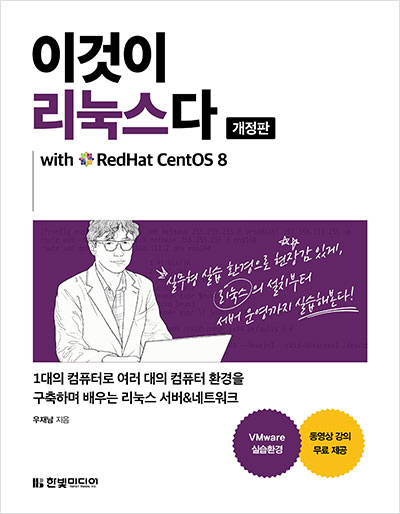 이것이
리눅스다 개정판
with RedHat CentOS 8
실무형 실습 환경으로 현장감 있게,
리눅스의 설치부터
서버 운영까지 실습해본다!
1대의 컴퓨터로 여러 대의 컴퓨터 환경을
구축하며 배우는 리눅스 서버&네트워크
우재남 지음
VMware
실습환경
동영상 강의
무료 제공
한빛미디어